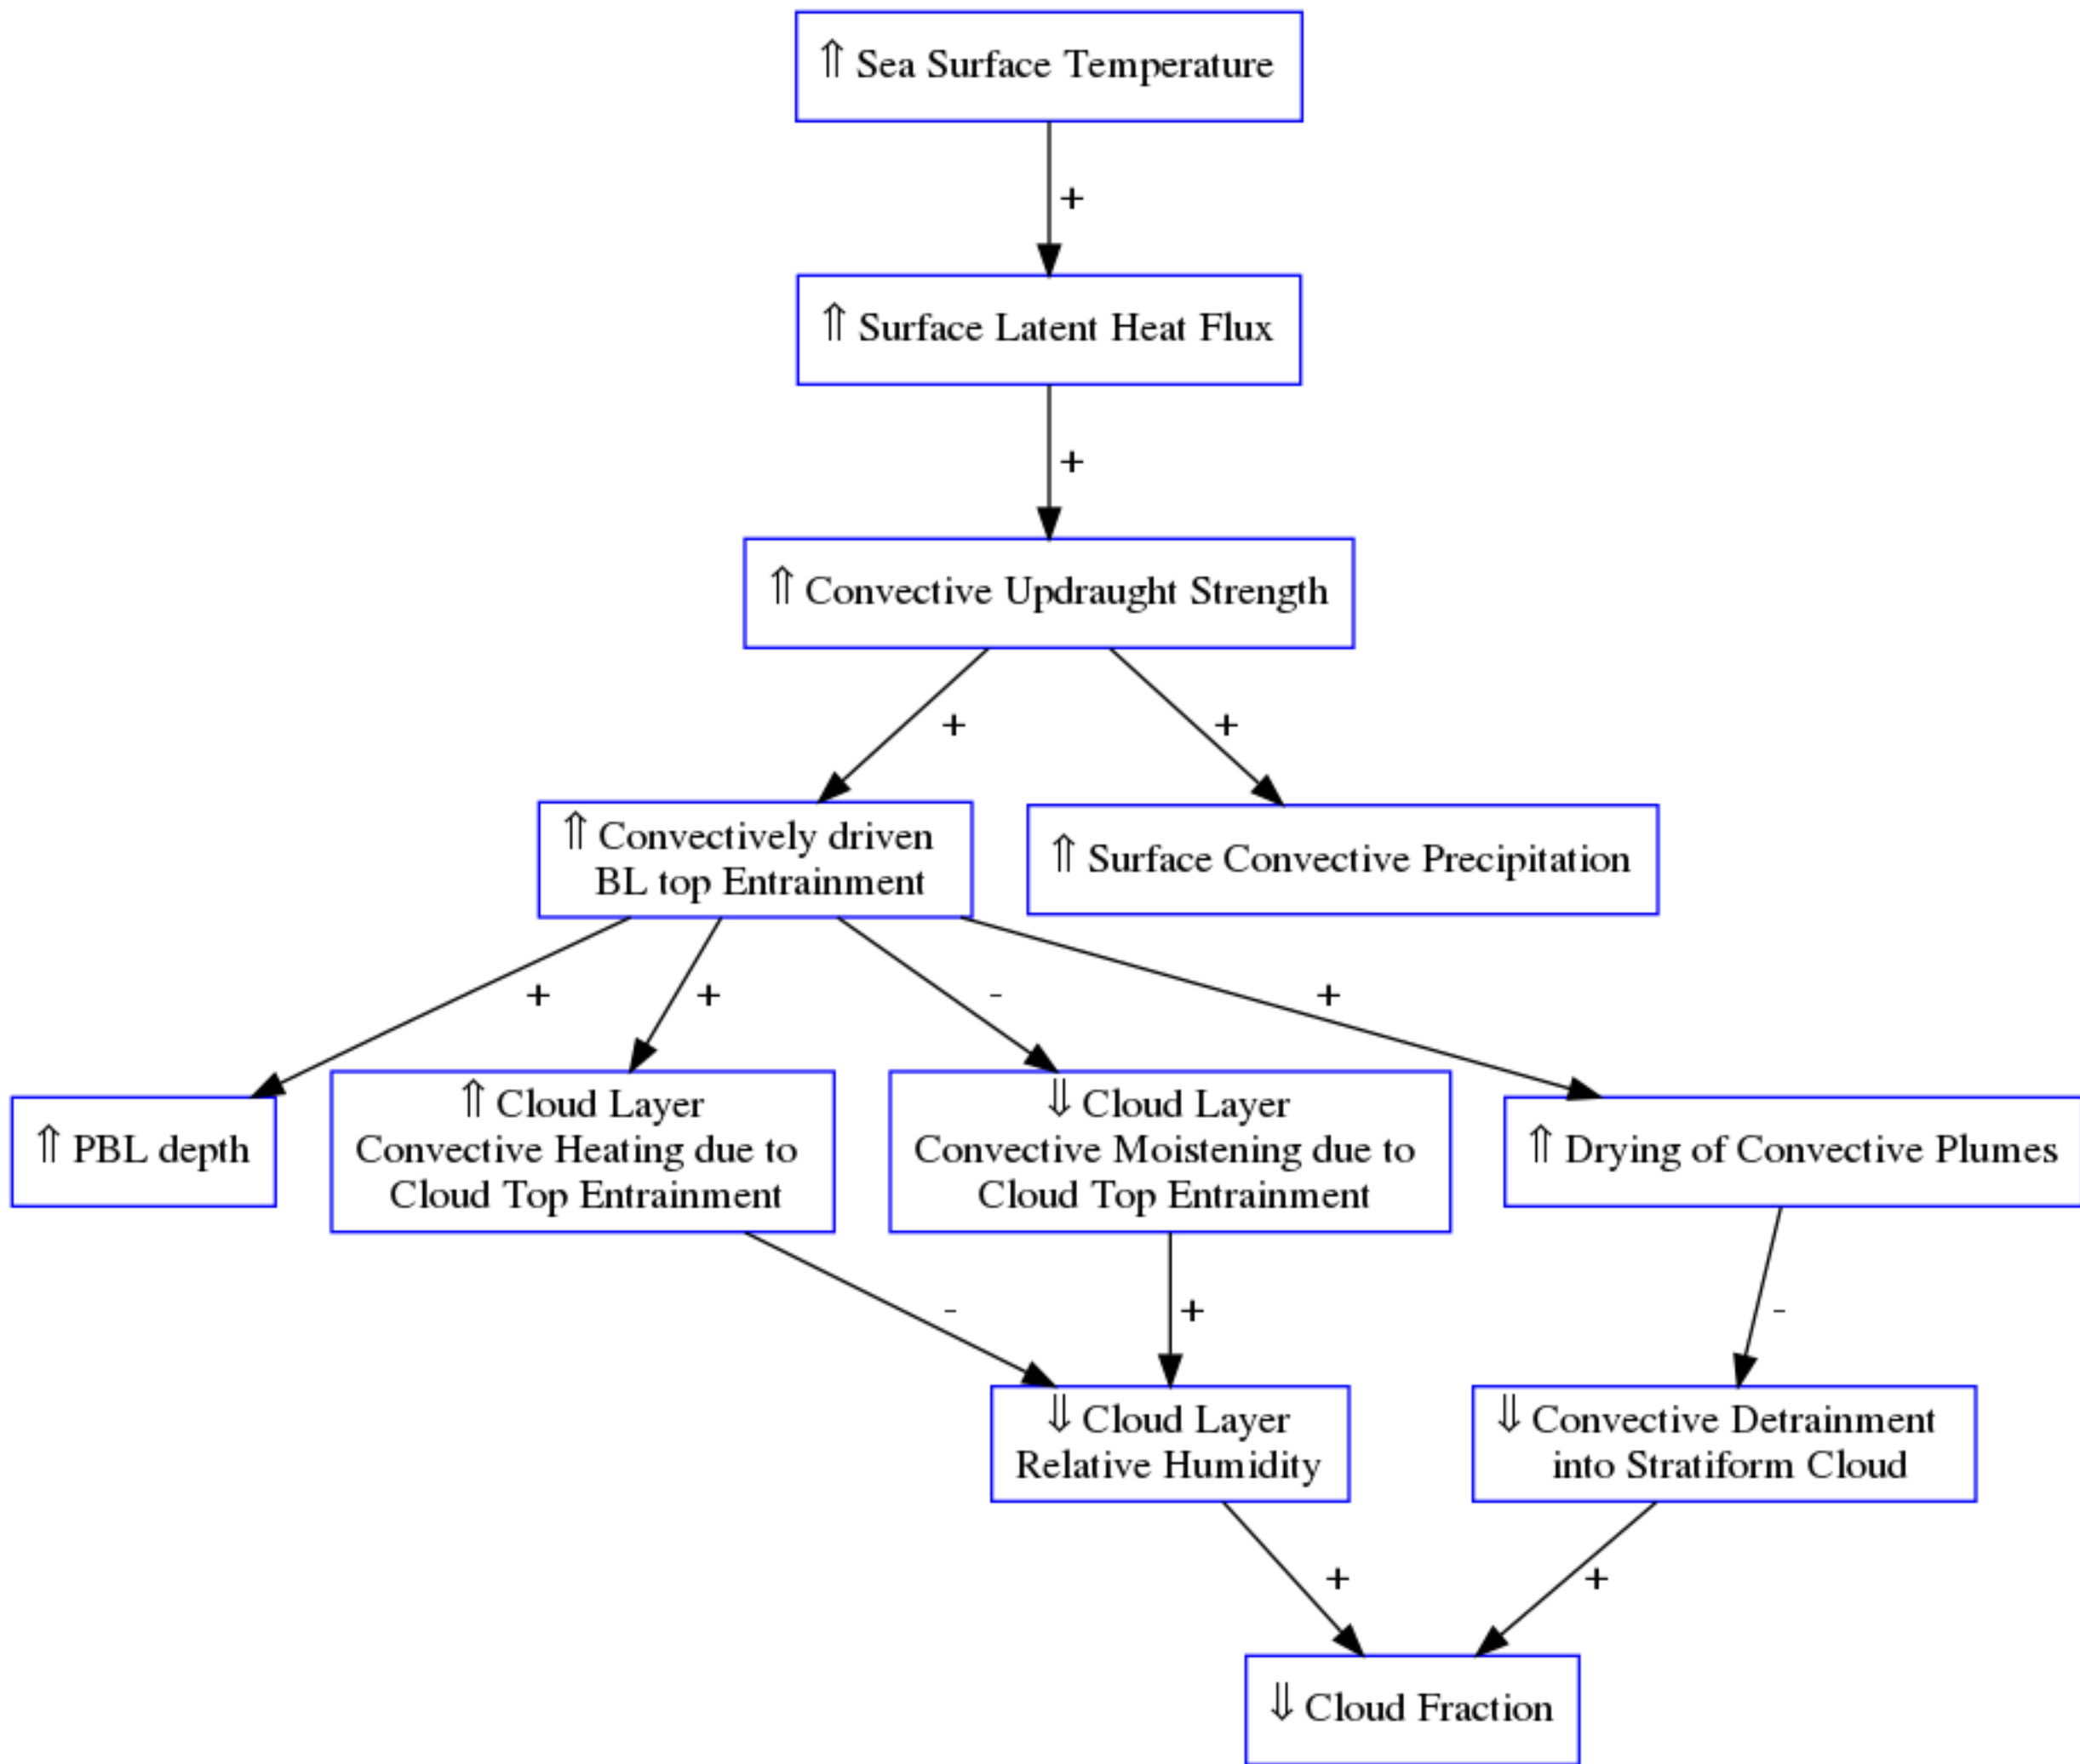 ⇑ Sea Surface Temperature
+
⇑ Surface Latent Heat Flux
+
⇑ Convective Updraught Strength
+
+
⇑ Convectively driven
BL top Entrainment
⇑ Surface Convective Precipitation
+
+
-
+
⇑ PBL depth
⇑ Cloud Layer
Convective Heating due to
Cloud Top Entrainment
⇓ Cloud Layer
Convective Moistening due to
Cloud Top Entrainment
⇑ Drying of Convective Plumes
-
+
-
⇓ Cloud Layer
Relative Humidity
⇓ Convective Detrainment
into Stratiform Cloud
+
+
⇓ Cloud Fraction